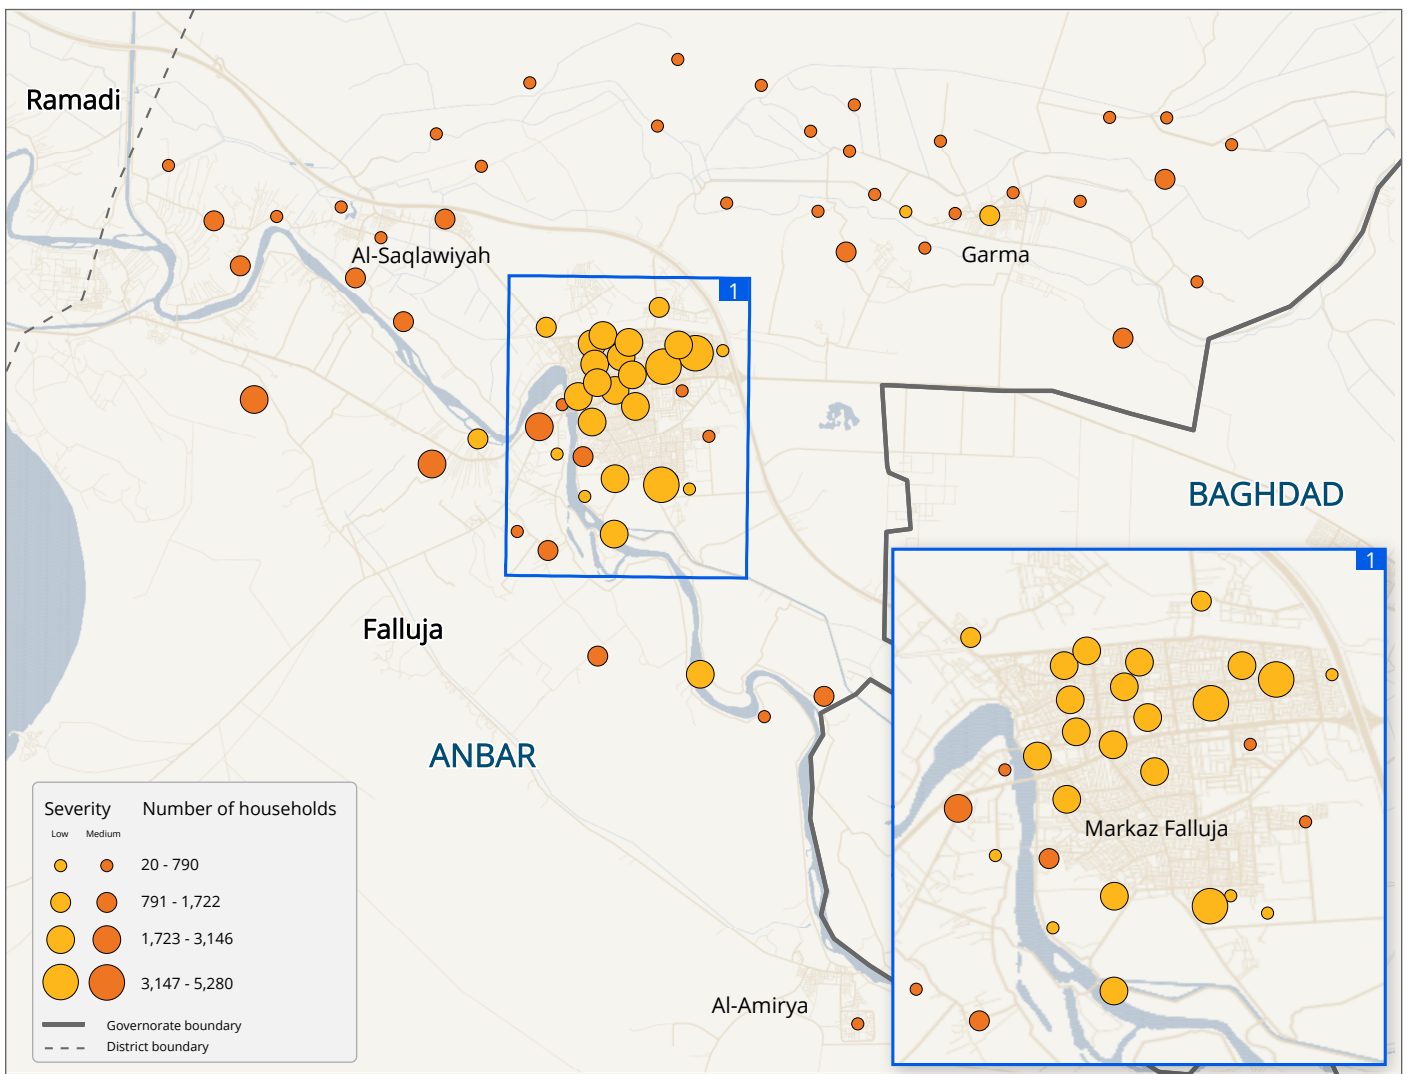 Ramadi
Al-Saqlawiyah
Garma
1
BAGHDAD
1
Falluja
ANBAR
Markaz Falluja
Al-Amirya
Severity Number of households
Low Medium
20 - 790
791 - 1,722
1,723 - 3,146
3,147 - 5,280
Governorate boundary
District boundary